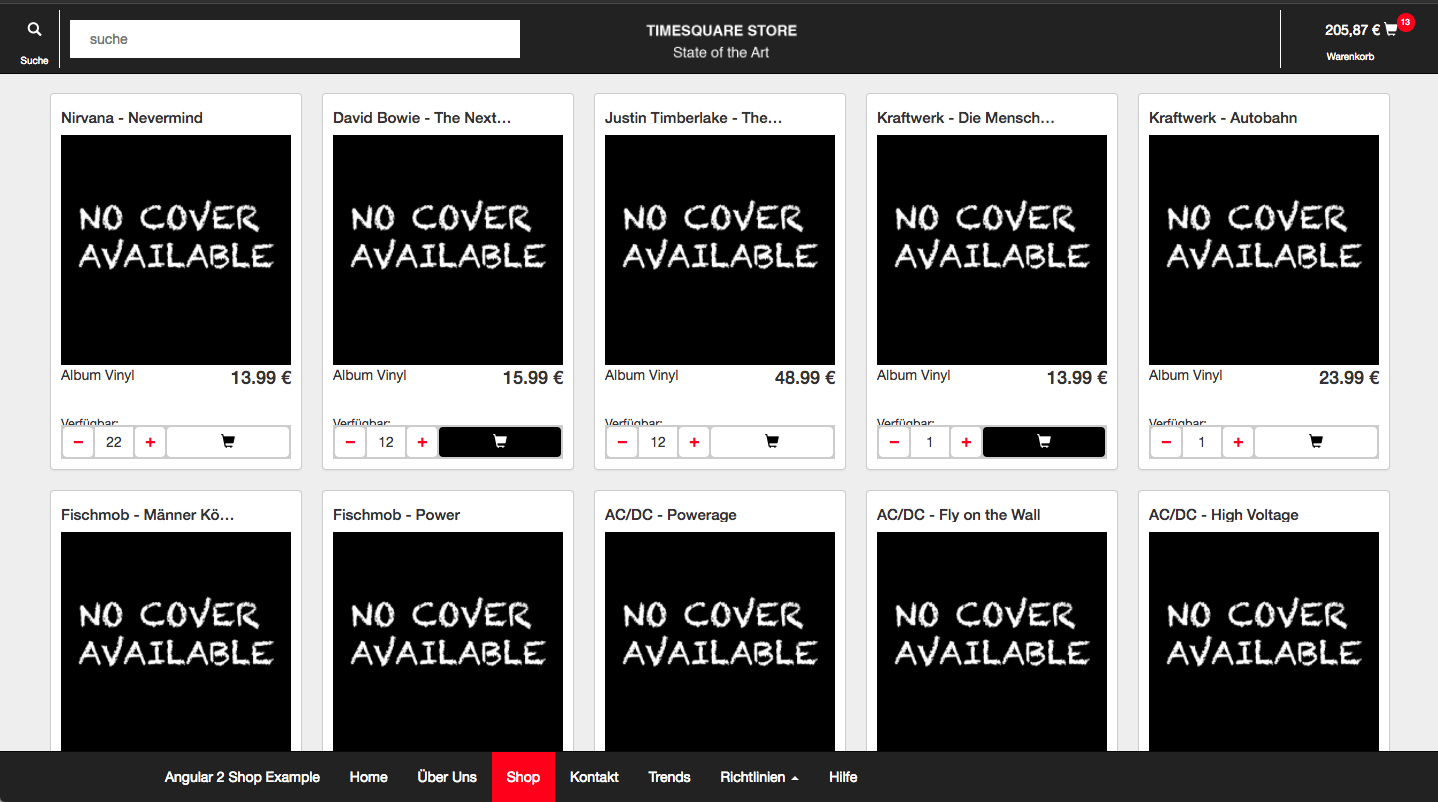 205,87 € 13
TIMESQUARE STORE
suche
State of the Art
Suche
Warenkorb
Nirvana - Nevermind
David Bowie - The Next…
Justin Timberlake - The…
Kraftwerk - Die Mensch…
Kraftwerk - Autobahn
NO COVER
AVAILABLE
NO COVER
AVAILABLE
NO COVER
AVAILABLE
NO COVER
AVAILABLE
NO COVER
AVAILABLE
Album Vinyl 13.99 €
Album Vinyl 15.99 €
Album Vinyl 48.99 €
Album Vinyl 13.99 €
Album Vinyl 23.99 €
Verfügbar:
Verfügbar:
Verfügbar:
Verfügbar:
Verfügbar:
− 22 +
− 12 +
− 12 +
− 1 +
− 1 +
Fischmob - Männer Kö…
Fischmob - Power
AC/DC - Powerage
AC/DC - Fly on the Wall
AC/DC - High Voltage
NO COVER
AVAILABLE
NO COVER
AVAILABLE
NO COVER
AVAILABLE
NO COVER
AVAILABLE
NO COVER
AVAILABLE
Angular 2 Shop Example Home Über Uns Shop Kontakt Trends Richtlinien Hilfe